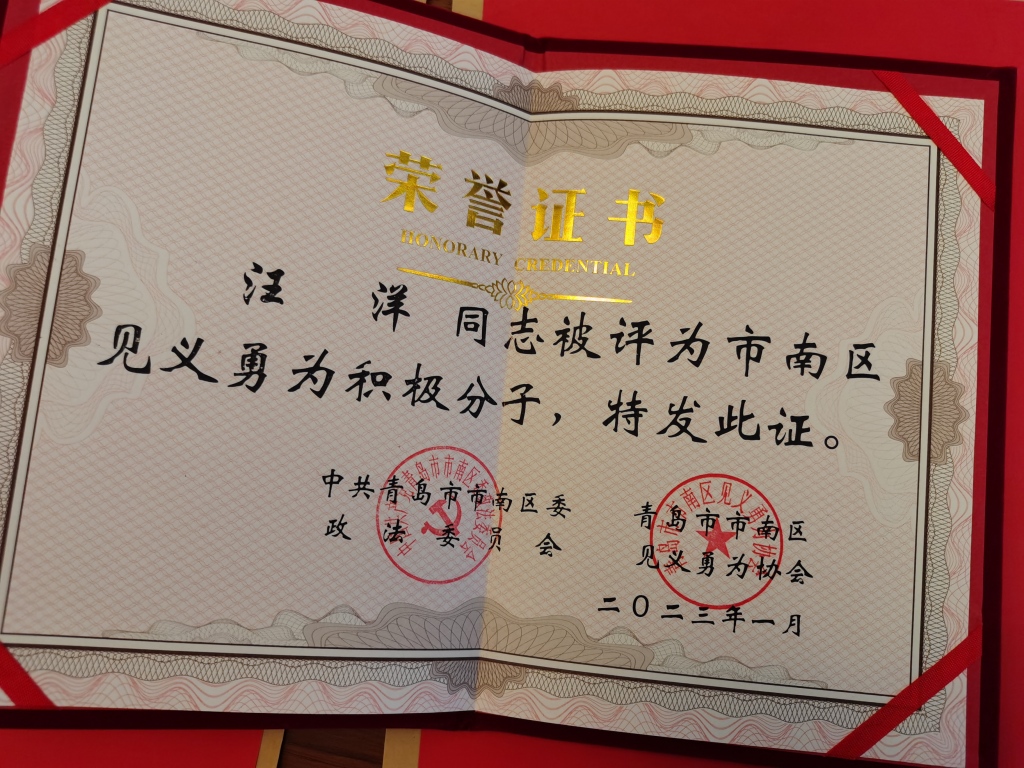 荣誉证书
HONORARY CREDENTIAL
汪洋同志被评为市南区
见义勇为积极分子，特发此证。
中共青岛市市南区委
政法委员会
青岛市市南区
见义勇为协会
二〇二三年一月